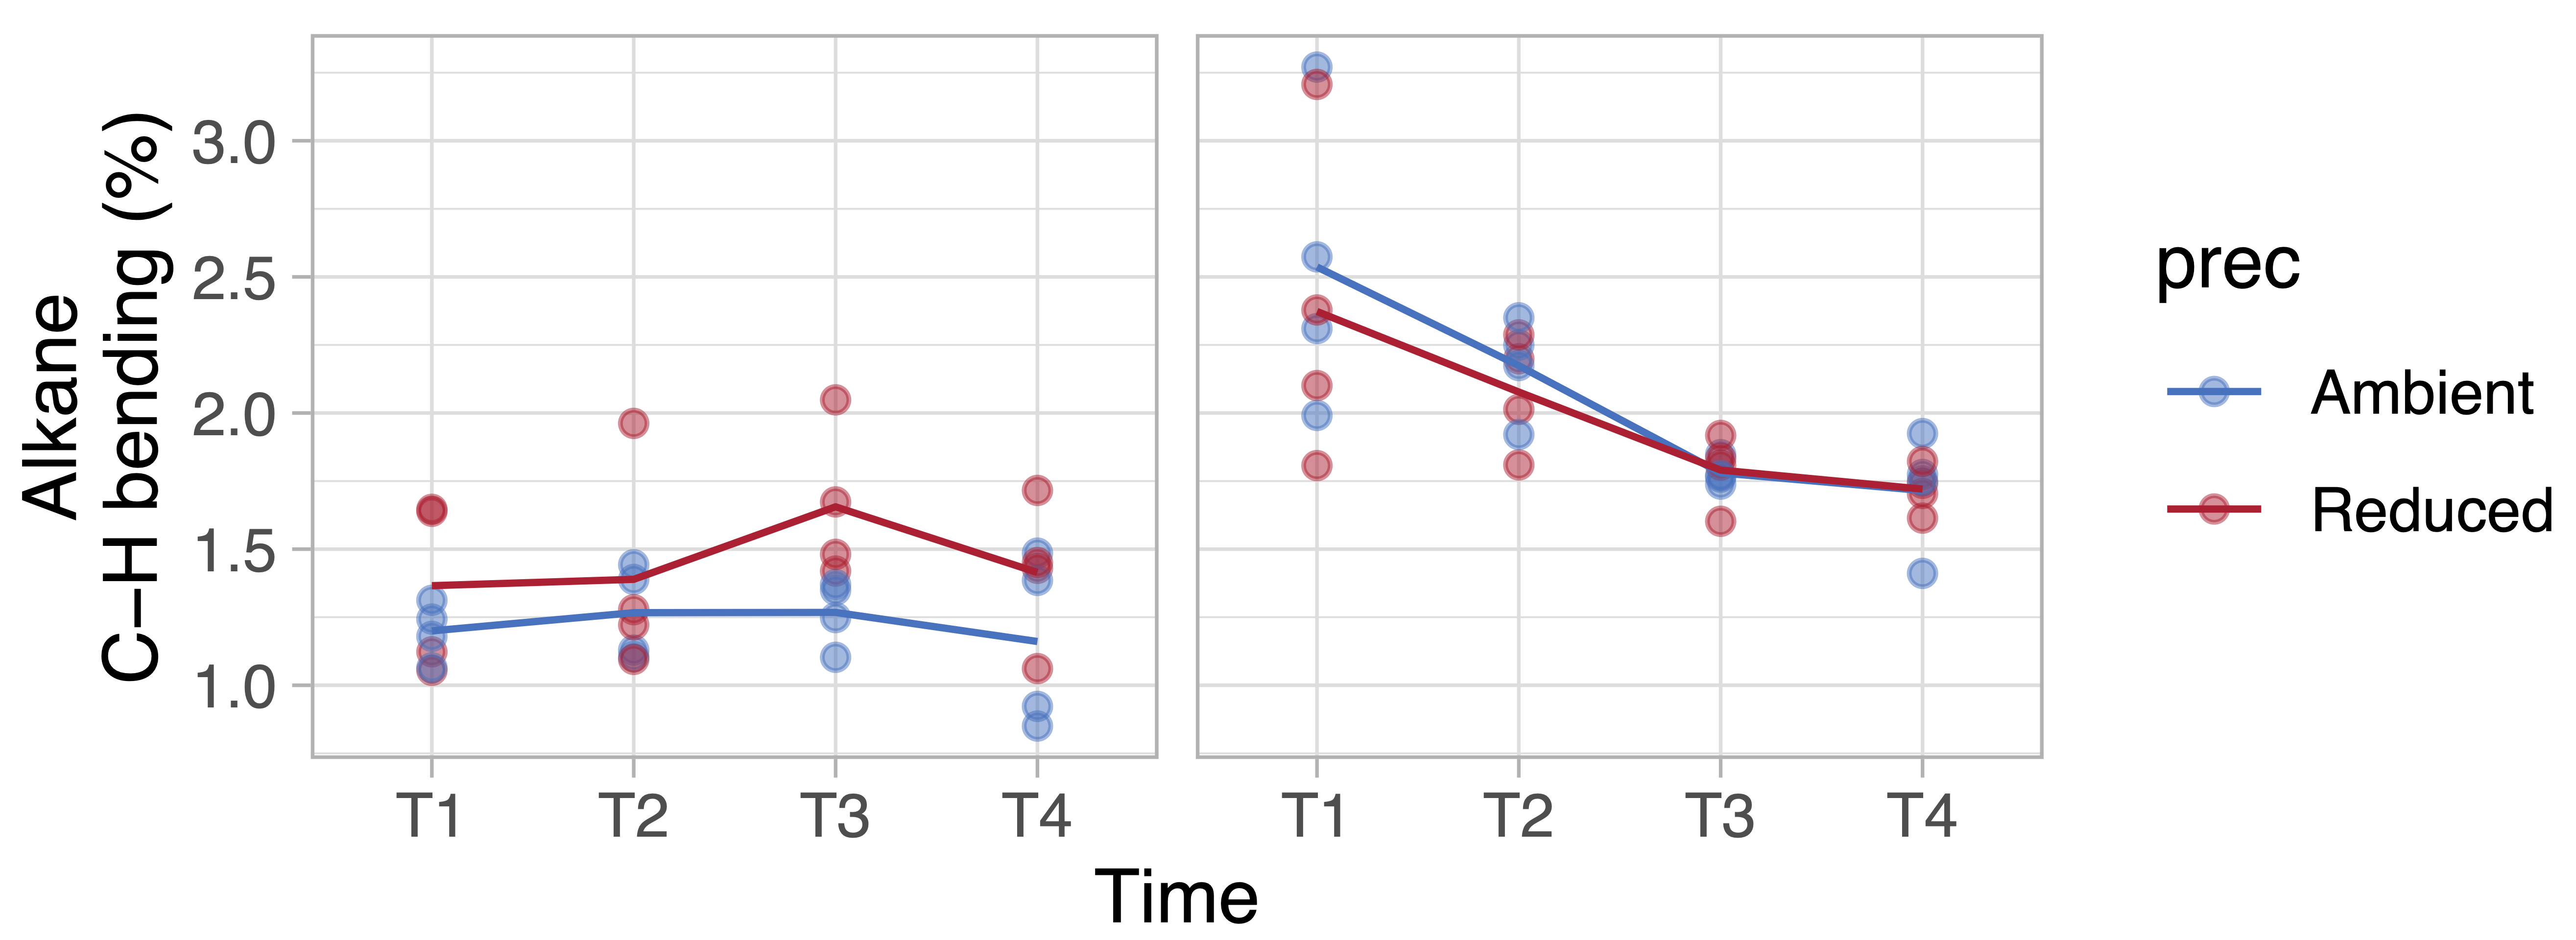 Alkane
C–H bending (%)
3.0
2.5
2.0
1.5
1.0
T1 T2 T3 T4
T1 T2 T3 T4
Time
prec
Ambient
Reduced